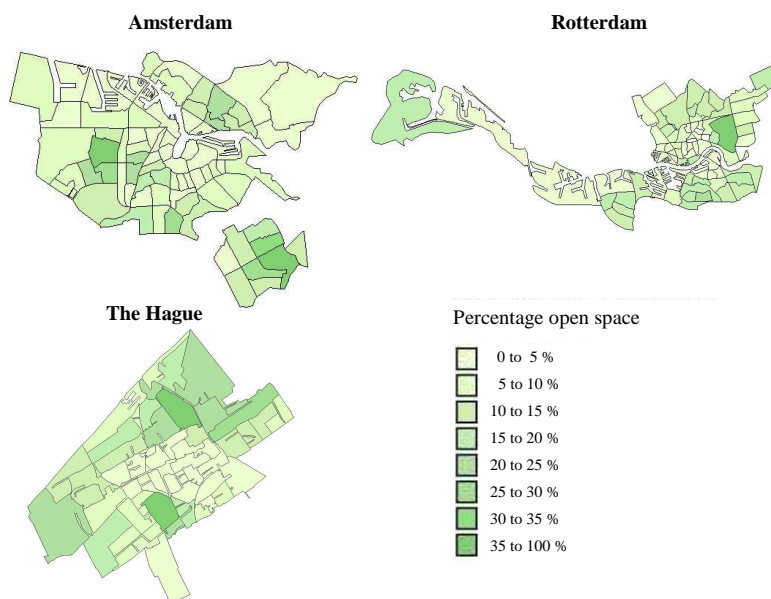 Amsterdam
Rotterdam
The Hague
Percentage open space
0 to 5 %
5 to 10 %
10 to 15 %
15 to 20 %
20 to 25 %
25 to 30 %
30 to 35 %
35 to 100 %